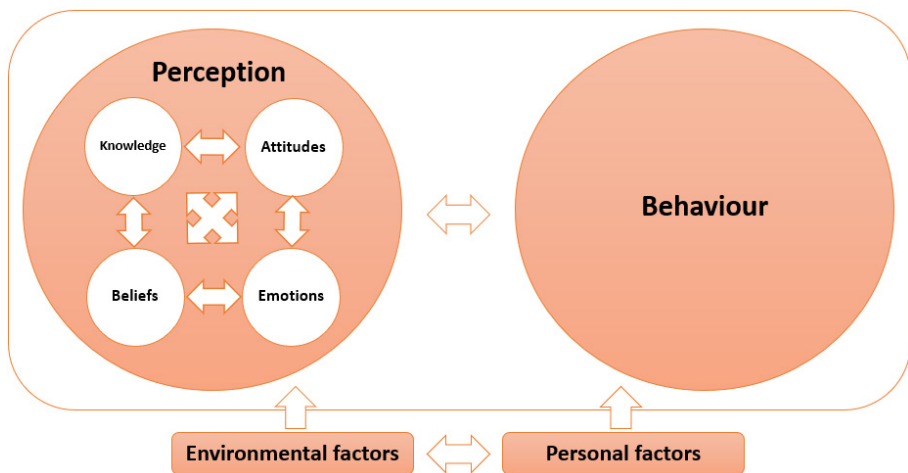 Perception
Knowledge
Attitudes
Beliefs
Emotions
Behaviour
Environmental factors
Personal factors